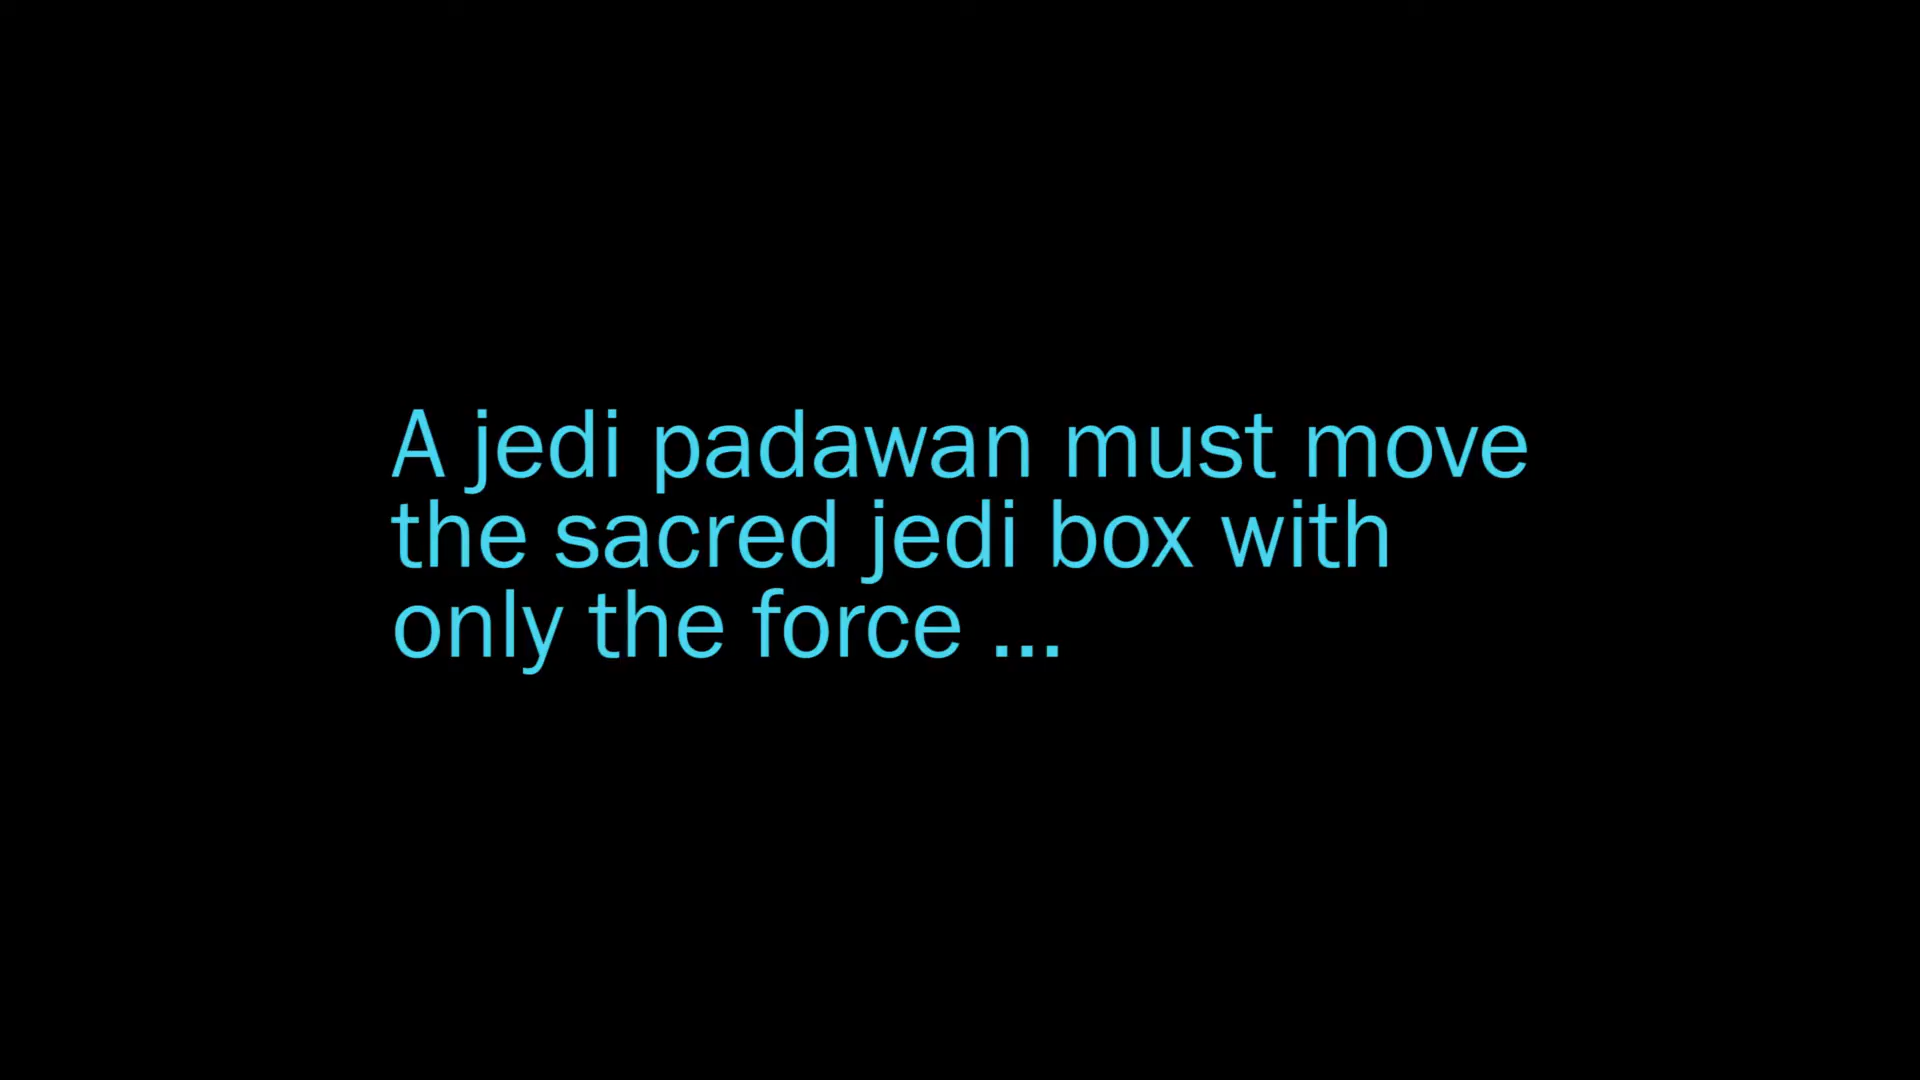 A jedi padawan must move
the sacred jedi box with
only the force ...